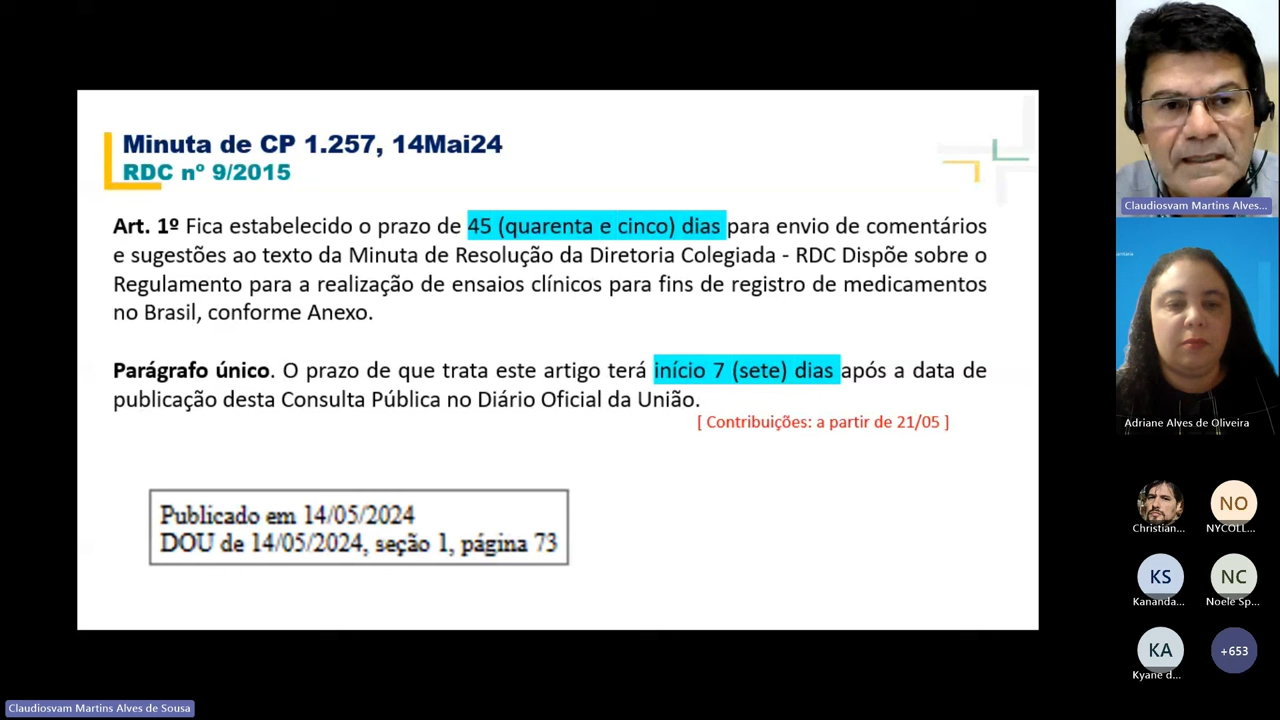 Minuta de CP 1.257, 14Mai24
RDC nº 9/2015
Art. 1º Fica estabelecido o prazo de 45 (quarenta e cinco) dias para envio de comentários
e sugestões ao texto da Minuta de Resolução da Diretoria Colegiada - RDC Dispõe sobre o
Regulamento para a realização de ensaios clínicos para fins de registro de medicamentos
no Brasil, conforme Anexo.
Parágrafo único. O prazo de que trata este artigo terá início 7 (sete) dias após a data de
publicação desta Consulta Pública no Diário Oficial da União.
[ Contribuições: a partir de 21/05 ]
Publicado em 14/05/2024
DOU de 14/05/2024, seção 1, página 73
Claudiosvam Martins Alves...
Adriane Alves de Oliveira
Christian...
NO
NYCOLL...
KS
Kananda...
NC
Noele Sp...
KA
Kyane d...
+653
Claudiosvam Martins Alves de Sousa